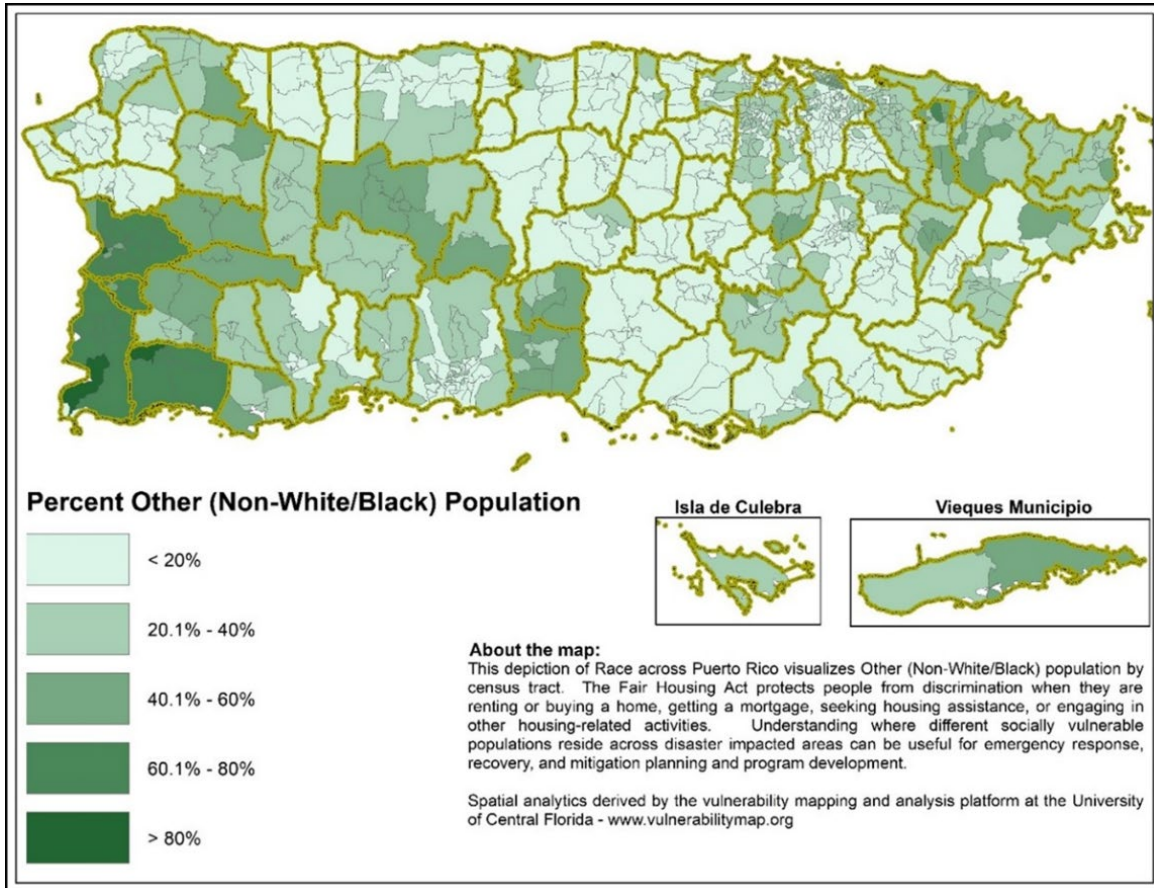 Percent Other (Non-White/Black) Population
< 20%
20.1% - 40%
40.1% - 60%
60.1% - 80%
> 80%
Isla de Culebra
Vieques Municipio
About the map:
This depiction of Race across Puerto Rico visualizes Other (Non-White/Black) population by
census tract. The Fair Housing Act protects people from discrimination when they are
renting or buying a home, getting a mortgage, seeking housing assistance, or engaging in
other housing-related activities. Understanding where different socially vulnerable
populations reside across disaster impacted areas can be useful for emergency response,
recovery, and mitigation planning and program development.
Spatial analytics derived by the vulnerability mapping and analysis platform at the University
of Central Florida - www.vulnerabilitymap.org